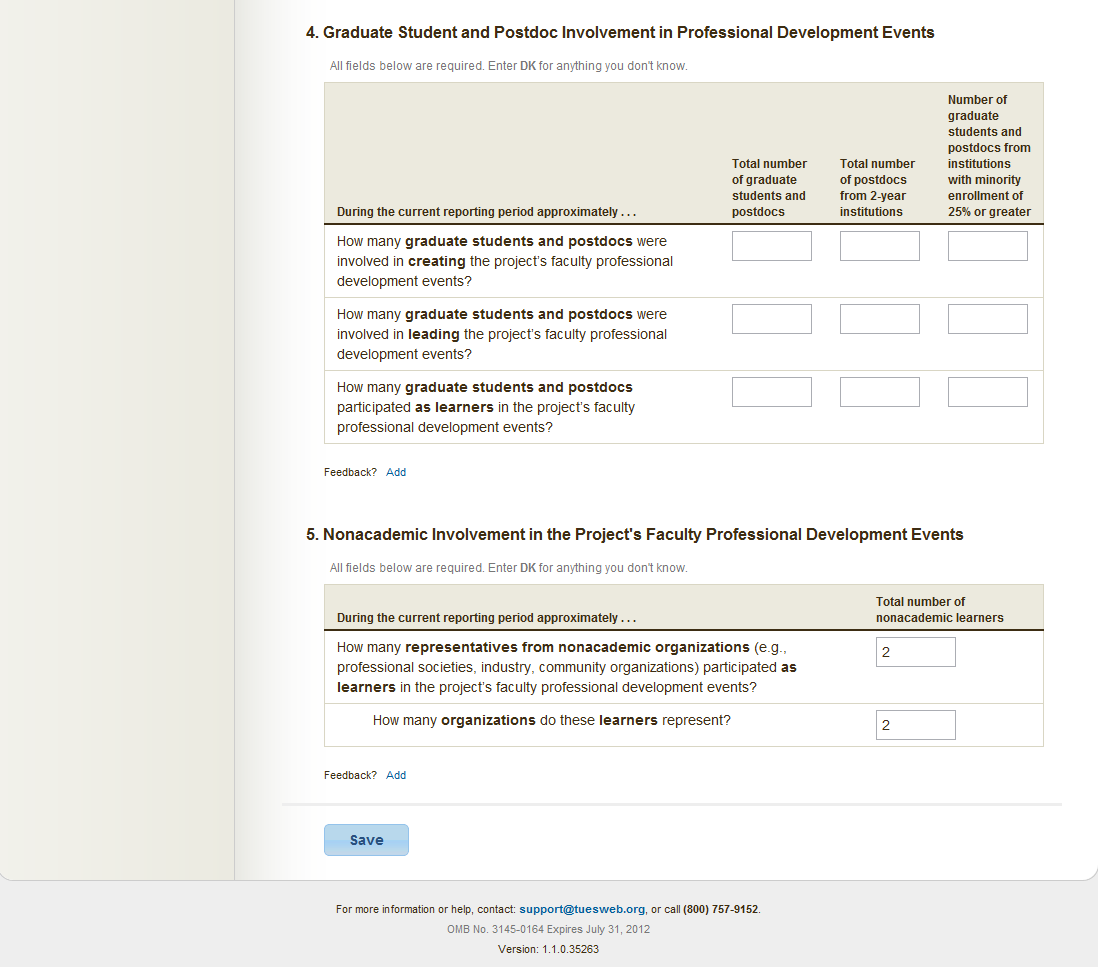 4. Graduate Student and Postdoc Involvement in Professional Development Events
All fields below are required. Enter DK for anything you don't know.
During the current reporting period approximately . . .
Total number
of graduate
students and
postdocs
Total number
of postdocs
from 2-year
institutions
Number of
graduate
students and
postdocs from
institutions
with minority
enrollment of
25% or greater
How many graduate students and postdocs were
involved in creating the project's faculty professional
development events?
How many graduate students and postdocs were
involved in leading the project's faculty professional
development events?
How many graduate students and postdocs
participated as learners in the project's faculty
professional development events?
Feedback? Add
5. Nonacademic Involvement in the Project's Faculty Professional Development Events
All fields below are required. Enter DK for anything you don't know.
During the current reporting period approximately . . .
Total number of
nonacademic learners
How many representatives from nonacademic organizations (e.g.,
professional societies, industry, community organizations) participated as
learners in the project's faculty professional development events?
2
How many organizations do these learners represent?
2
Feedback? Add
Save
For more information or help, contact: support@tuesweb.org, or call (800) 757-9152.
OMB No. 3145-0164 Expires July 31, 2012
Version: 1.1.0.35263